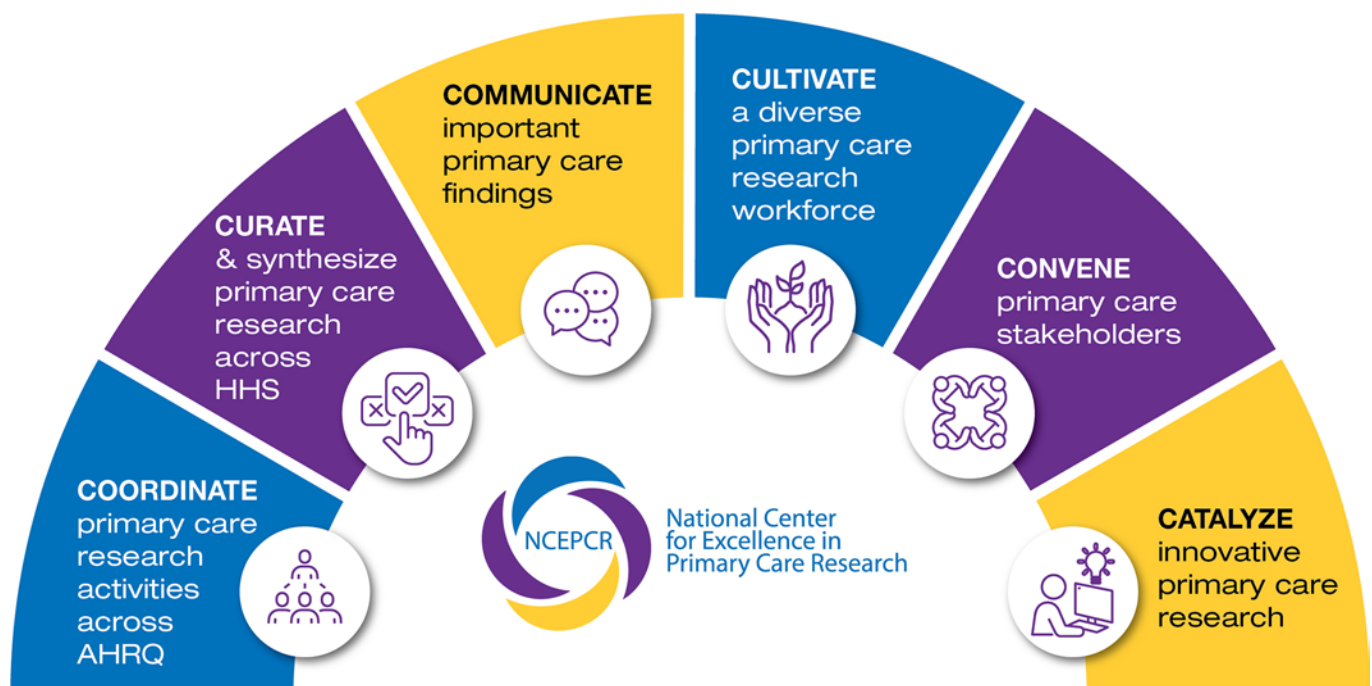 COORDINATE
primary care
research
activities
across
AHRQ
CURATE
& synthesize
primary care
research
across
HHS
COMMUNICATE
important
primary care
findings
CULTIVATE
a diverse
primary care
research
workforce
CONVENE
primary care
stakeholders
CATALYZE
innovative
primary care
research
NCEPCR
National Center
for Excellence in
Primary Care Research